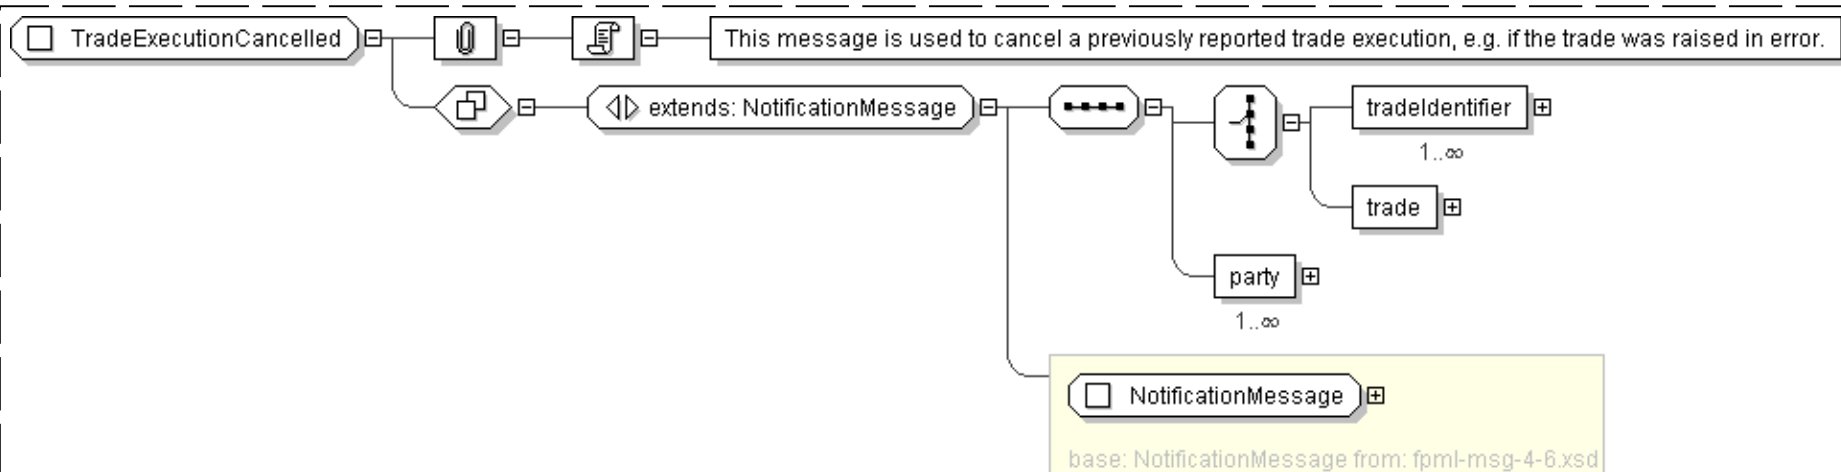 TradeExecutionCancelled
This message is used to cancel a previously reported trade execution, e.g. if the trade was raised in error.
extends: NotificationMessage
tradeIdentifier
1..∞
trade
party
1..∞
NotificationMessage
base: NotificationMessage from: fpml-msg-4-6.xsd